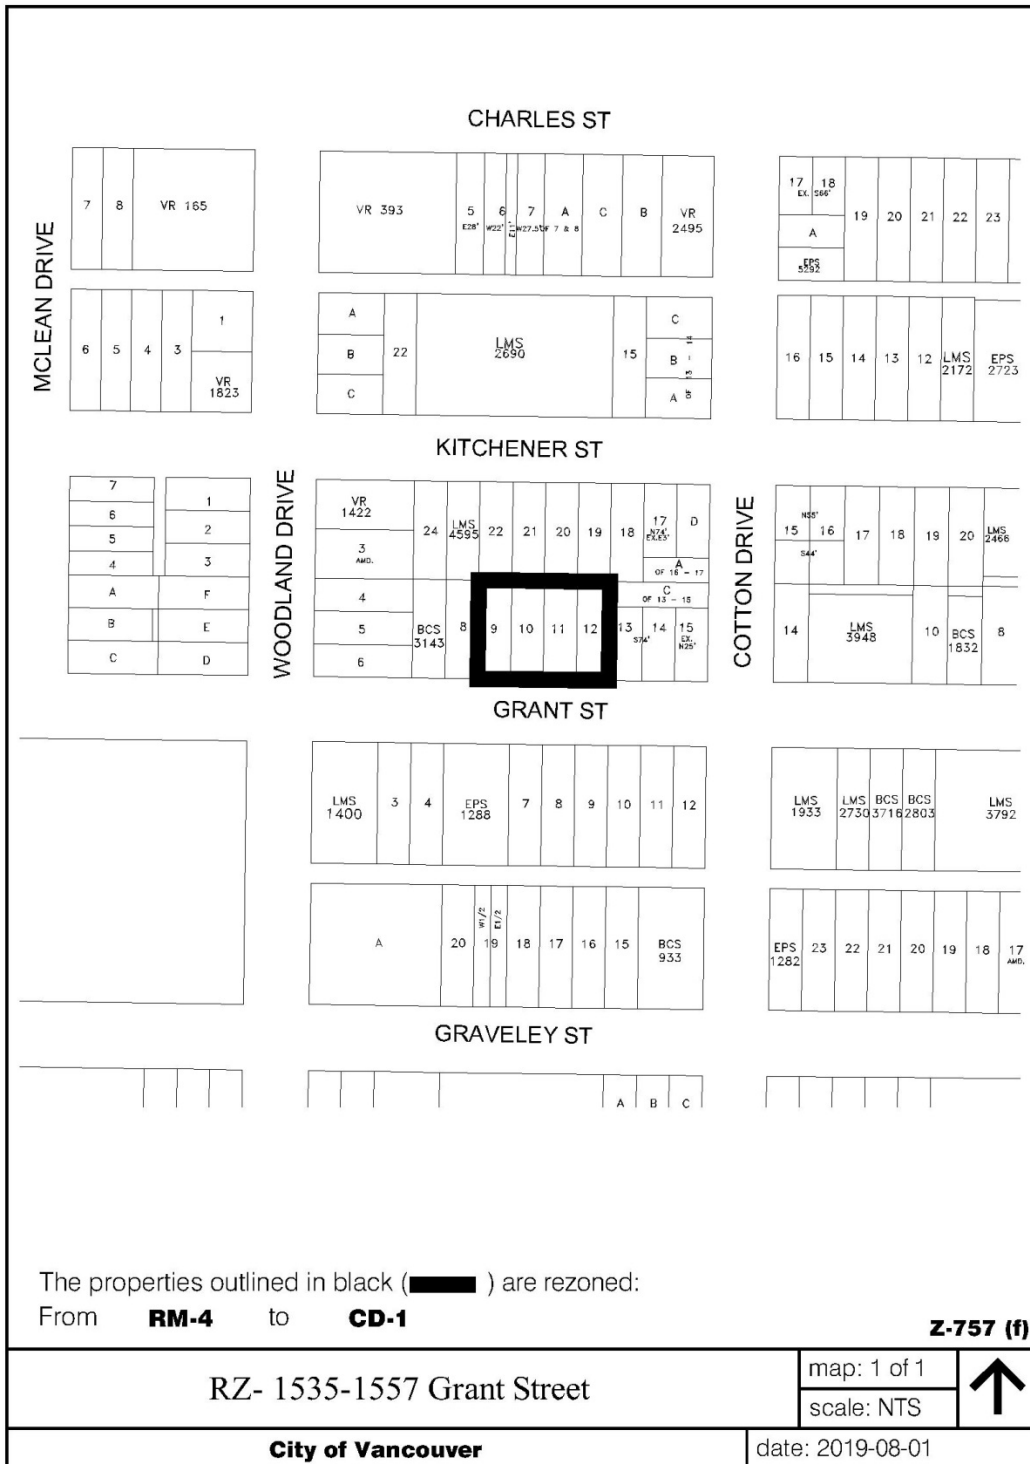 CHARLES ST
MCLEAN DRIVE
7 8 VR 165
VR 393
5 E28'
6 W22'
E11'
7 W27.5'
A
OF 7 & 8
C
B
VR 2495
17 18
EX. S66'
A
EPS 5292
19 20 21 22 23
6 5 4 3
1
VR 1823
A
B
C
22
LMS 2690
15
C
B
A
OF 13 - 14
16 15 14 13 12
LMS 2172
EPS 2723
KITCHENER ST
WOODLAND DRIVE
COTTON DRIVE
7
6
5
4
A
B
C
1
2
3
F
E
D
VR 1422
3 AMD.
4
5
6
24
LMS 4595
22 21 20 19 18
17
N74'
EX.E3'
D
A
OF 16 - 17
C
OF 13 - 15
BCS 3143
8
9 10 11 12
13 14
S74'
15
EX.
N25'
N55'
15 16
S44'
17 18 19 20
LMS 2466
14
LMS 3948
10
BCS 1832
8
GRANT ST
LMS 1400
3 4
EPS 1288
7 8 9 10 11 12
LMS 1933
LMS 2730
BCS 3716
BCS 2803
LMS 3792
A
20
W1/2
19
E1/2
18 17 16 15
BCS 933
EPS 1282
23 22 21 20 19 18
17 AMD.
GRAVELEY ST
A B C
The properties outlined in black ( ) are rezoned:
From RM-4 to CD-1
Z-757 (f)
RZ- 1535-1557 Grant Street
map: 1 of 1
scale: NTS
City of Vancouver
date: 2019-08-01